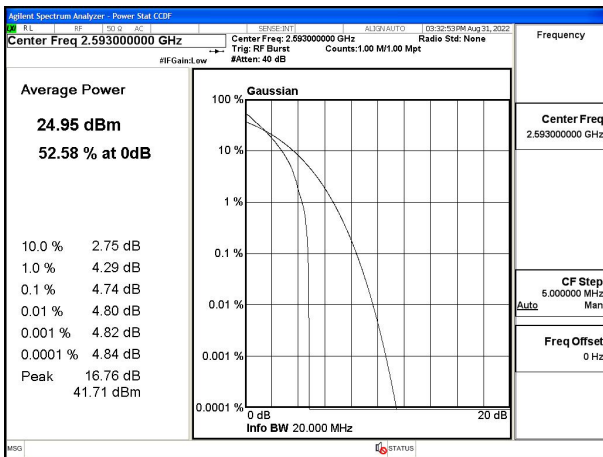 Agilent Spectrum Analyzer - Power Stat CCDF
RL RF 50 Ω AC SENSE:INT ALIGN AUTO 03:32:53PM Aug 31, 2022
Center Freq 2.593000000 GHz
Center Freq: 2.593000000 GHz Radio Std: None
Trig: RF Burst Counts:1.00 M/1.00 Mpt
#IFGain:Low #Atten: 40 dB
Frequency
Average Power
24.95 dBm
52.58 % at 0dB
10.0 % 2.75 dB
1.0 % 4.29 dB
0.1 % 4.74 dB
0.01 % 4.80 dB
0.001 % 4.82 dB
0.0001 % 4.84 dB
Peak 16.76 dB
41.71 dBm
Gaussian
100 %
10 %
1 %
0.1 %
0.01 %
0.001 %
0.0001 %
0 dB 20 dB
Info BW 20.000 MHz
Center Freq
2.593000000 GHz
CF Step
5.000000 MHz
Auto Man
Freq Offset
0 Hz
MSG STATUS